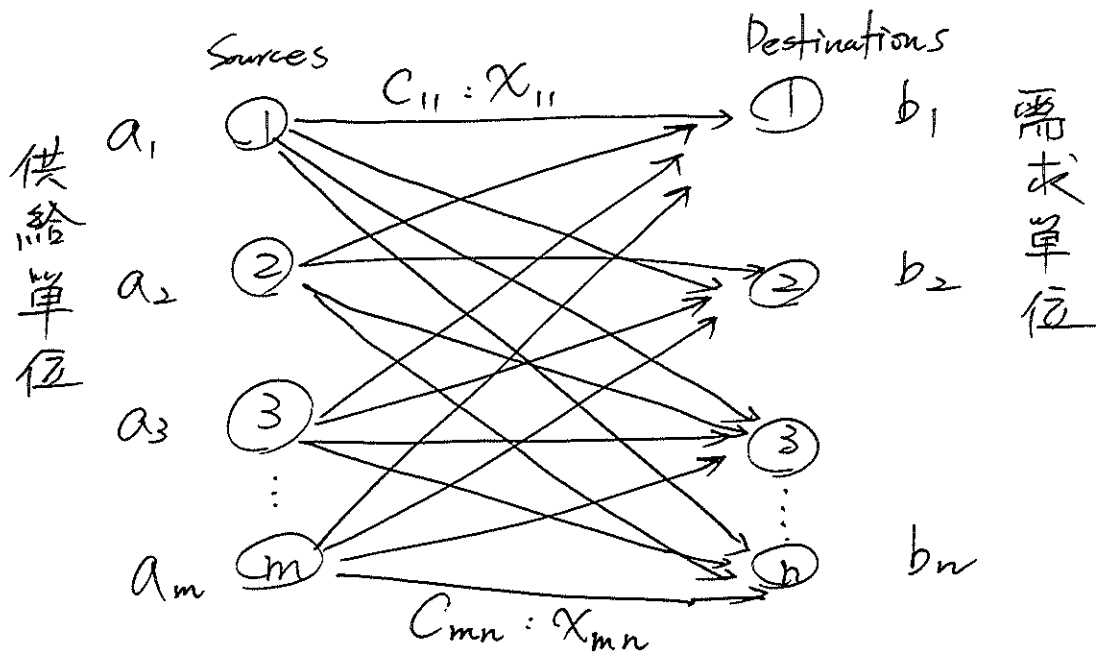 Sources
Destinations
供給單位
需求單位
C₁₁ : X₁₁
a₁
1
1
b₁
a₂
2
2
b₂
a₃
3
3
⋮
⋮
aₘ
m
n
bₙ
Cₘₙ : Xₘₙ